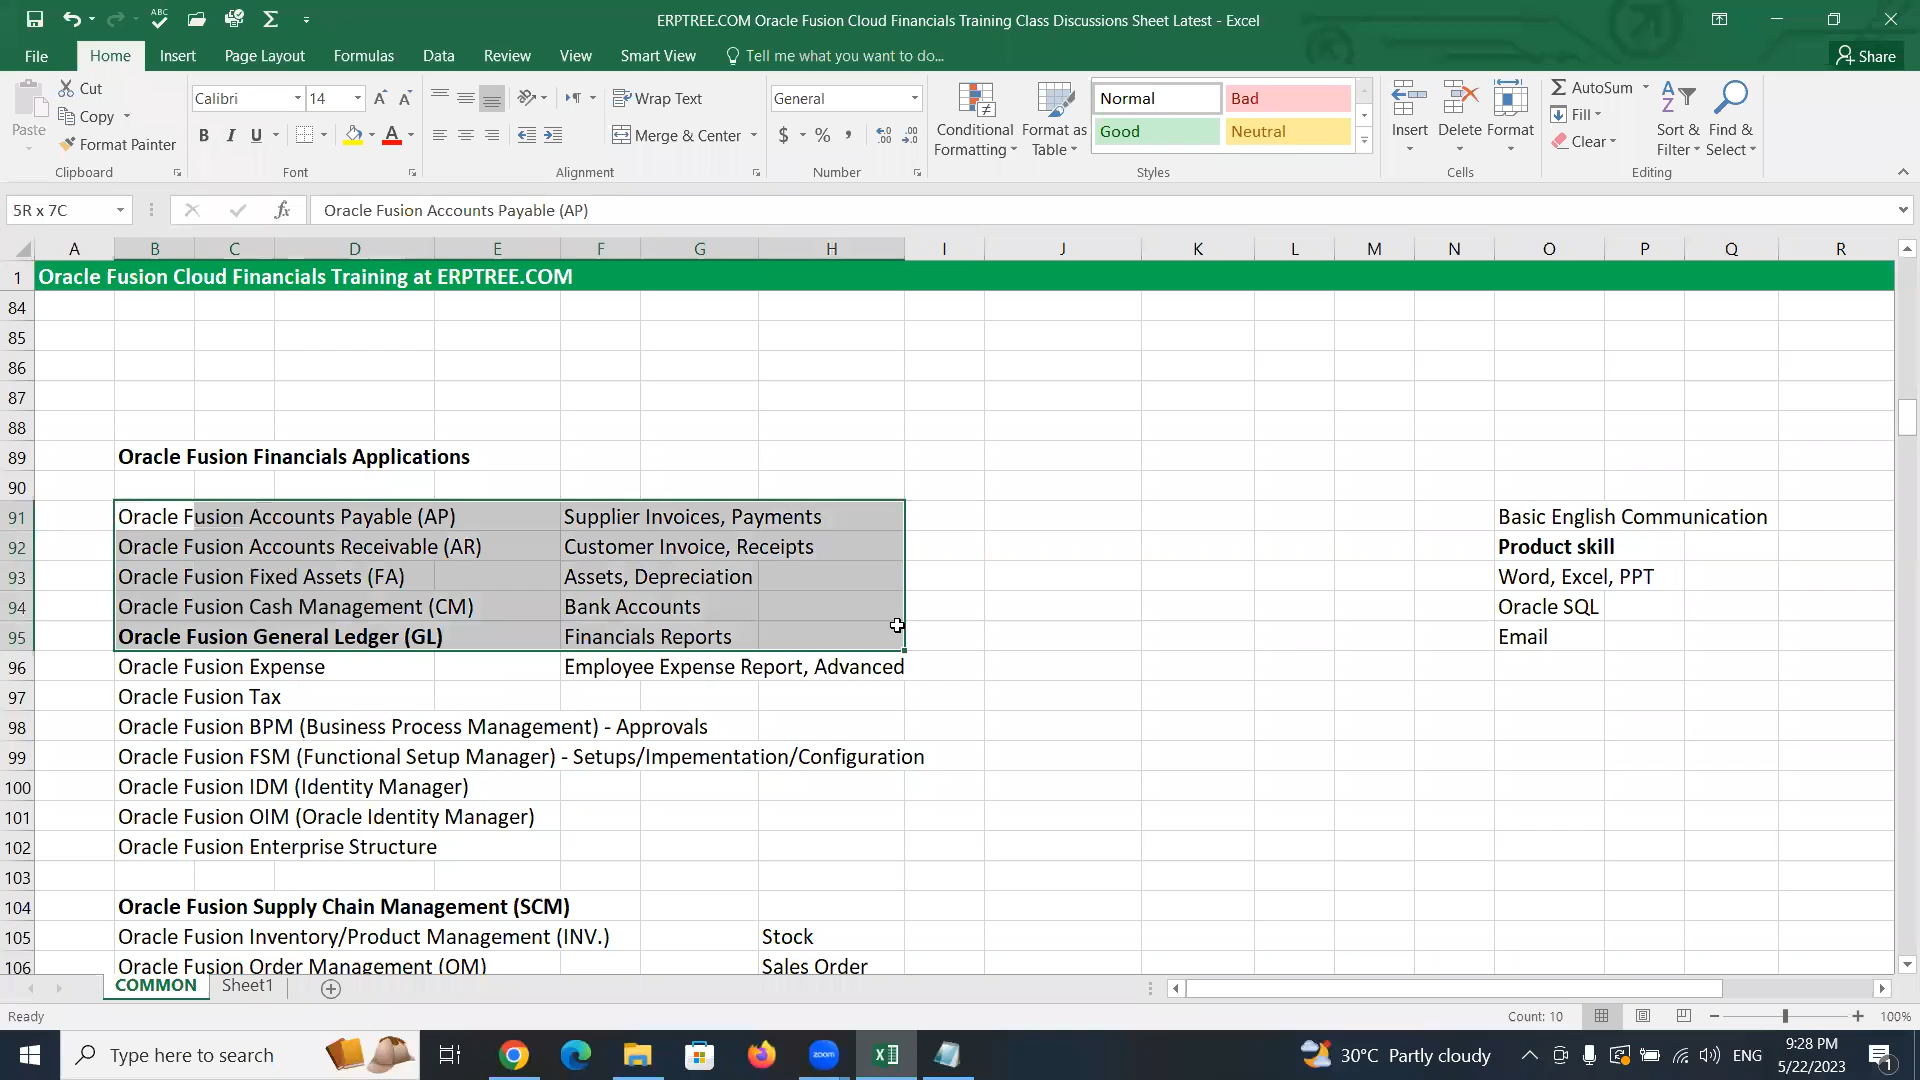 ERPTREE.COM Oracle Fusion Cloud Financials Training Class Discussions Sheet Latest - Excel
File Home Insert Page Layout Formulas Data Review View Smart View Tell me what you want to do... Share
Paste Cut Copy Format Painter
Calibri 14
B I U A
Wrap Text
Merge & Center
General
$ % ,
Conditional Formatting
Format as Table
Normal Bad
Good Neutral
Insert Delete Format
AutoSum
Fill
Clear
Sort & Filter
Find & Select
Clipboard Font Alignment Number Styles Cells Editing
5R x 7C fx Oracle Fusion Accounts Payable (AP)
A B C D E F G H I J K L M N O P Q R
1 Oracle Fusion Cloud Financials Training at ERPTREE.COM
84
85
86
87
88
89 Oracle Fusion Financials Applications
90
91 Oracle Fusion Accounts Payable (AP) Supplier Invoices, Payments Basic English Communication
92 Oracle Fusion Accounts Receivable (AR) Customer Invoice, Receipts Product skill
93 Oracle Fusion Fixed Assets (FA) Assets, Depreciation Word, Excel, PPT
94 Oracle Fusion Cash Management (CM) Bank Accounts Oracle SQL
95 Oracle Fusion General Ledger (GL) Financials Reports Email
96 Oracle Fusion Expense Employee Expense Report, Advanced
97 Oracle Fusion Tax
98 Oracle Fusion BPM (Business Process Management) - Approvals
99 Oracle Fusion FSM (Functional Setup Manager) - Setups/Impementation/Configuration
100 Oracle Fusion IDM (Identity Manager)
101 Oracle Fusion OIM (Oracle Identity Manager)
102 Oracle Fusion Enterprise Structure
103
104 Oracle Fusion Supply Chain Management (SCM)
105 Oracle Fusion Inventory/Product Management (INV.) Stock
106 Oracle Fusion Order Management (OM) Sales Order
COMMON Sheet1
Ready Count: 10 100%
Type here to search zoom 30°C Partly cloudy ENG 9:28 PM
5/22/2023 1